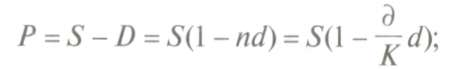 P = S − D = S(1 − nd) = S(1 − ∂/K d);